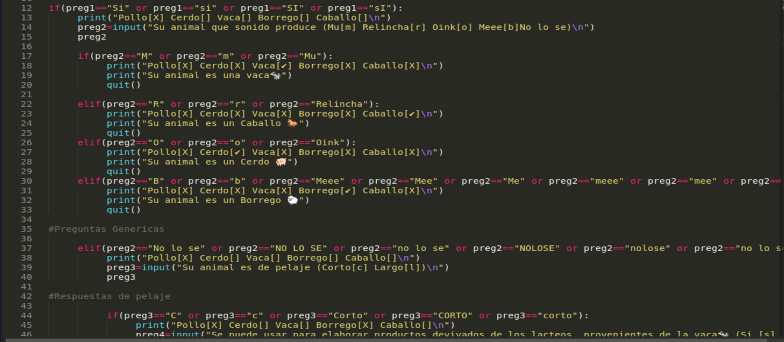 12 if(preg1=="Si" or preg1=="si" or preg1=="SI" or preg1=="sI"):
13 print("Pollo[X] Cerdo[] Vaca[] Borrego[] Caballo[]\n")
14 preg2=input("Su animal que sonido produce (Mu[m] Relincha[r] Oink[o] Meee[b]No lo se)\n")
15 preg2
16
17 if(preg2=="M" or preg2=="m" or preg2=="Mu"):
18 print("Pollo[X] Cerdo[X] Vaca[✔] Borrego[X] Caballo[X]\n")
19 print("Su animal es una vaca🐄")
20 quit()
21
22 elif(preg2=="R" or preg2=="r" or preg2=="Relincha"):
23 print("Pollo[X] Cerdo[X] Vaca[X] Borrego[X] Caballo[✔]\n")
24 print("Su animal es un Caballo 🐎")
25 quit()
26 elif(preg2=="O" or preg2=="o" or preg2=="Oink"):
27 print("Pollo[X] Cerdo[✔] Vaca[X] Borrego[X] Caballo[X]\n")
28 print("Su animal es un Cerdo 🐖")
29 quit()
30 elif(preg2=="B" or preg2=="b" or preg2=="Meee" or preg2=="Mee" or preg2=="Me" or preg2=="meee" or preg2=="mee" or preg2==
31 print("Pollo[X] Cerdo[X] Vaca[X] Borrego[✔] Caballo[X]\n")
32 print("Su animal es un Borrego 🐑")
33 quit()
34
35 #Preguntas Genericas
36
37 elif(preg2=="No lo se" or preg2=="NO LO SE" or preg2=="no lo se" or preg2=="NOLOSE" or preg2=="nolose" or preg2=="no lo s
38 print("Pollo[X] Cerdo[] Vaca[] Borrego[] Caballo[]\n")
39 preg3=input("Su animal es de pelaje (Corto[c] Largo[l])\n")
40 preg3
41
42 #Respuestas de pelaje
43
44 if(preg3=="C" or preg3=="c" or preg3=="Corto" or preg3=="CORTO" or preg3=="corto"):
45 print("Pollo[X] Cerdo[] Vaca[] Borrego[X] Caballo[]\n")
46 preg4=input("Se puede usar para elaborar productos devivados de los lacteos, provenientes de la vaca🐄 (Si [s]